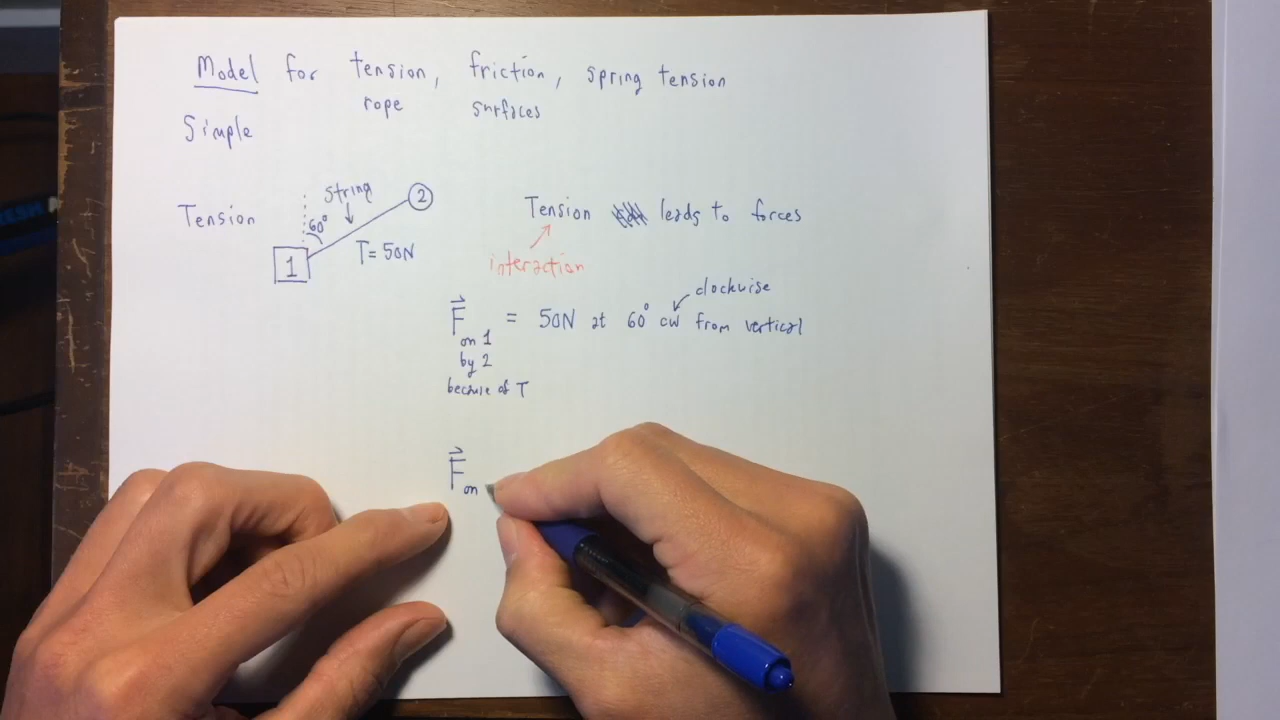 Model for tension, friction, spring tension
rope surfaces
Simple
Tension
string
60°
1
2
T = 50N
Tension leads to forces
interaction
clockwise
F = 50N at 60° cw from vertical
on 1
by 2
because of T
F
on